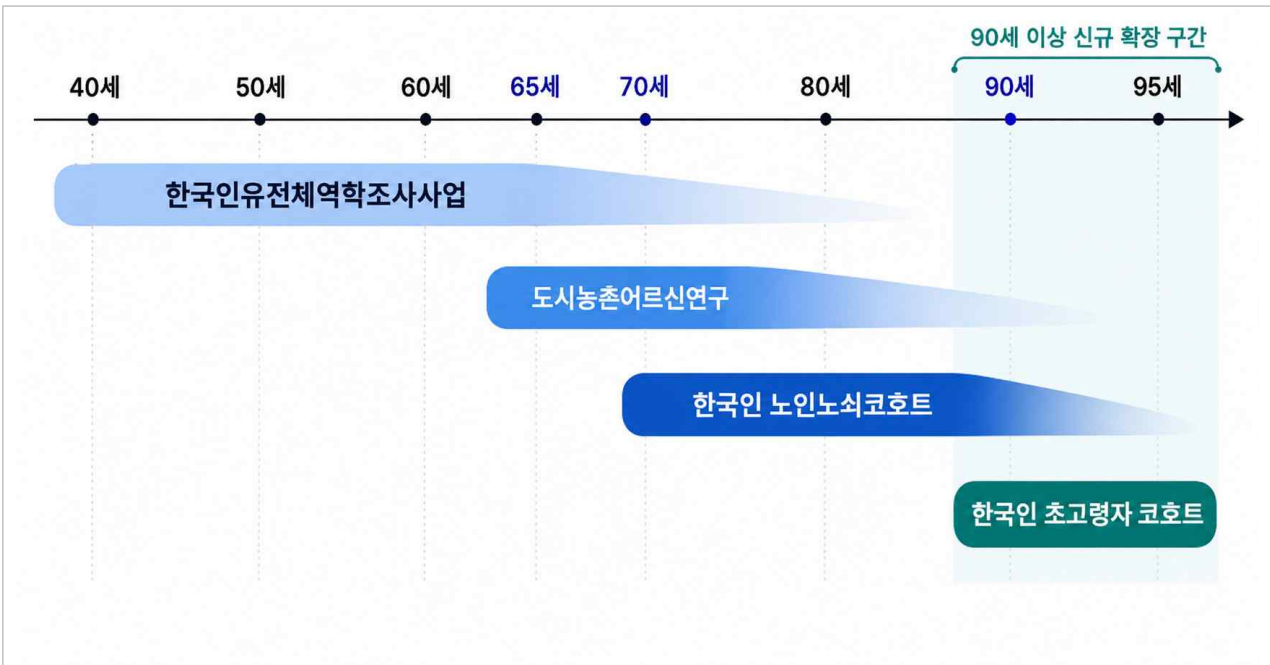 90세 이상 신규 확장 구간
40세 50세 60세 65세 70세 80세 90세 95세
한국인유전체역학조사사업
도시농촌어르신연구
한국인 노인노쇠코호트
한국인 초고령자 코호트